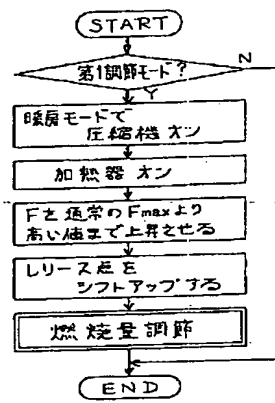 START
第1調節モード?
N
Y
暖房モードで
圧縮機オン
加熱器オン
Fを通常のFmaxより
高い値まで上昇させる
レリース点を
シフトアップする
燃焼量調節
END